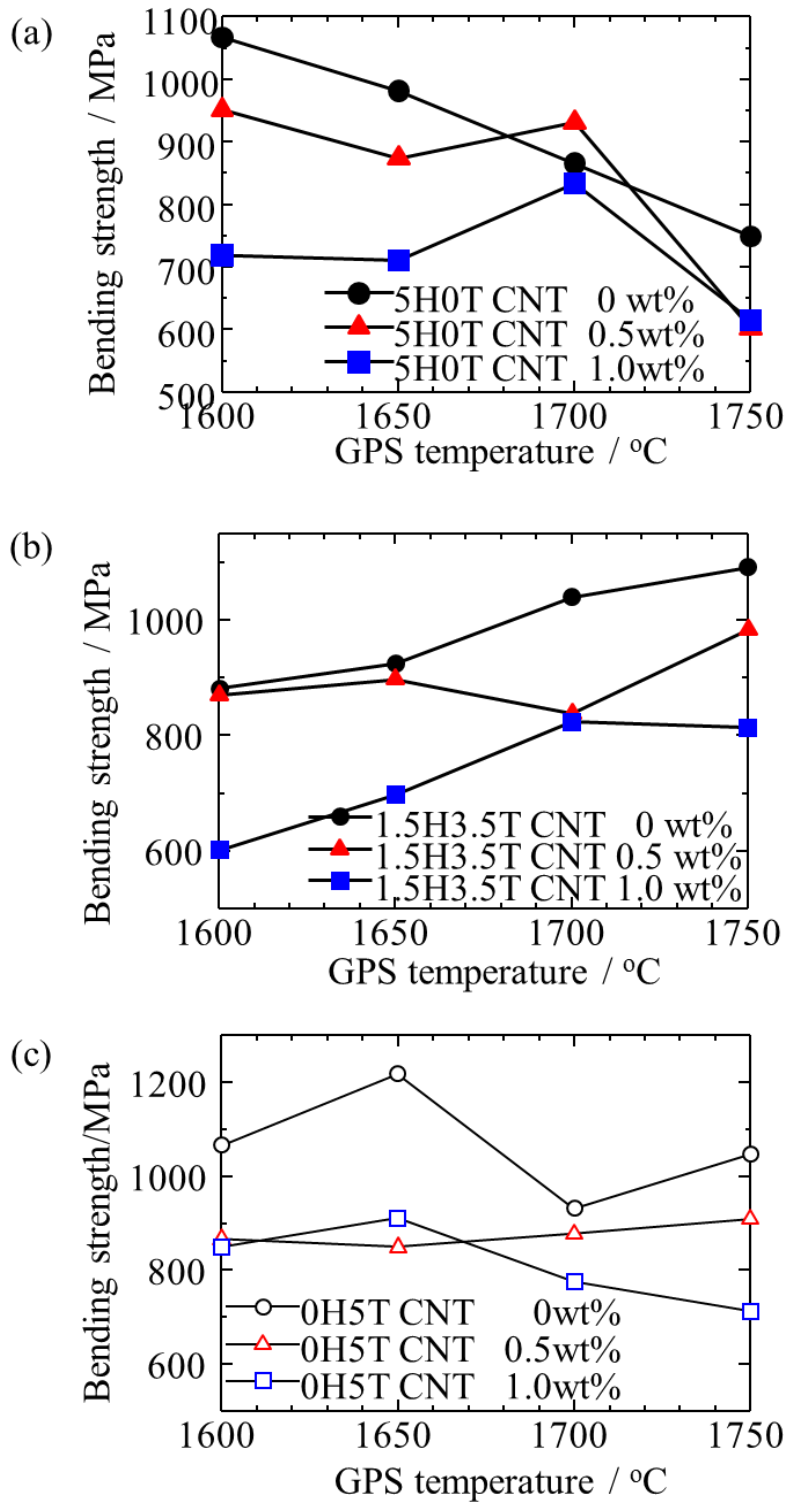 (a)
Bending strength / MPa
1100
1000
900
800
700
600
500
5H0T CNT 0 wt%
5H0T CNT 0.5wt%
5H0T CNT 1.0wt%
1600 1650 1700 1750
GPS temperature / °C
(b)
Bending strength / MPa
1000
800
600
1.5H3.5T CNT 0 wt%
1.5H3.5T CNT 0.5 wt%
1.5H3.5T CNT 1.0 wt%
1600 1650 1700 1750
GPS temperature / °C
(c)
Bending strength/MPa
1200
1000
800
600
0H5T CNT 0wt%
0H5T CNT 0.5wt%
0H5T CNT 1.0wt%
1600 1650 1700 1750
GPS temperature / °C